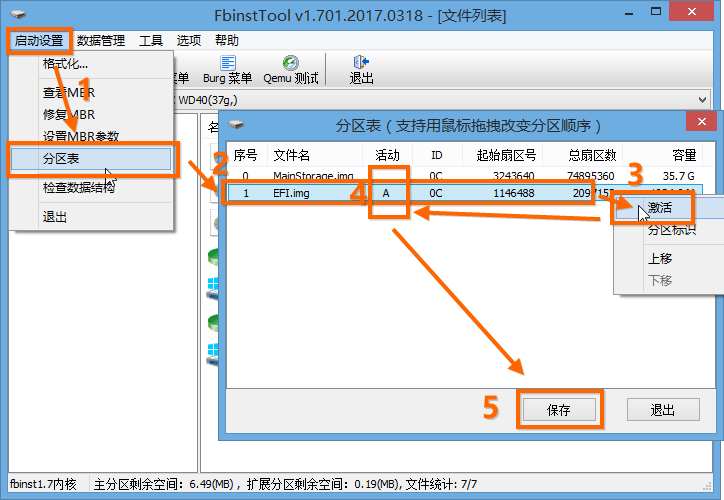 FbinstTool v1.701.2017.0318 - [文件列表]
启动设置 数据管理 工具 选项 帮助
格式化... 菜单 Burg 菜单 Qemu 测试 退出
查看MBR WD40(37g,)
修复MBR
设置MBR参数
分区表
检查数据结构
退出
分区表（支持用鼠标拖拽改变分区顺序）
序号 文件名 活动 ID 起始扇区号 总扇区数 容量
0 MainStorage.img 0C 3243640 74895360 35.7 G
1 EFI.img A 0C 1146488
激活
分区标识
上移
下移
保存 退出
1
2
3
4
5
fbinst1.7内核 主分区剩余空间：6.49(MB)，扩展分区剩余空间：0.19(MB),文件统计: 7/7